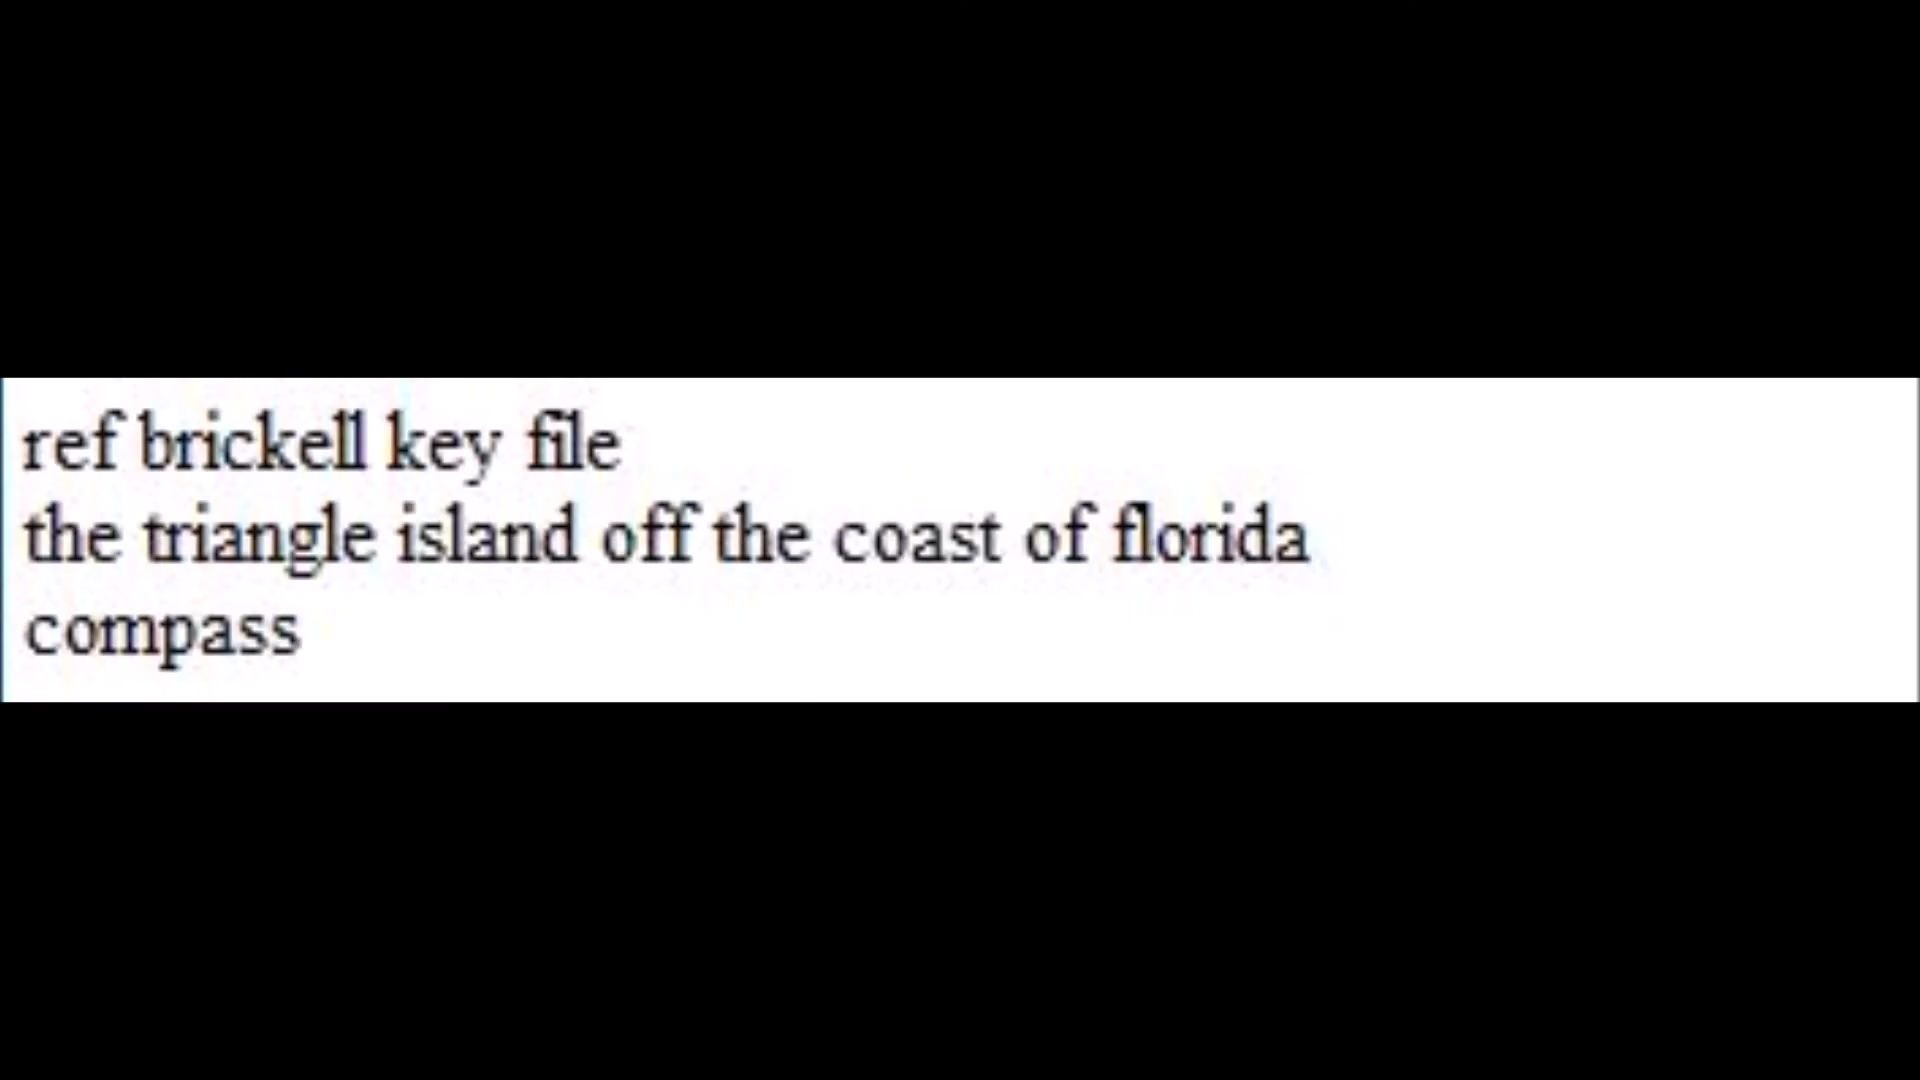 ref brickell key file
the triangle island off the coast of florida
compass